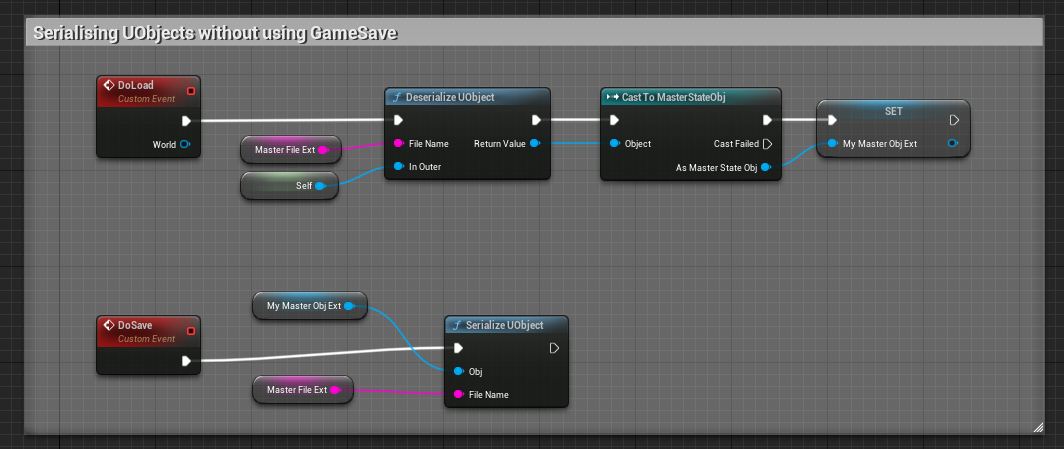 Serialising UObjects without using GameSave
DoLoad
Custom Event
World
Master File Ext
Self
Deserialize UObject
File Name
Return Value
In Outer
Cast To MasterStateObj
Object
Cast Failed
As Master State Obj
SET
My Master Obj Ext
DoSave
Custom Event
My Master Obj Ext
Master File Ext
Serialize UObject
Obj
File Name